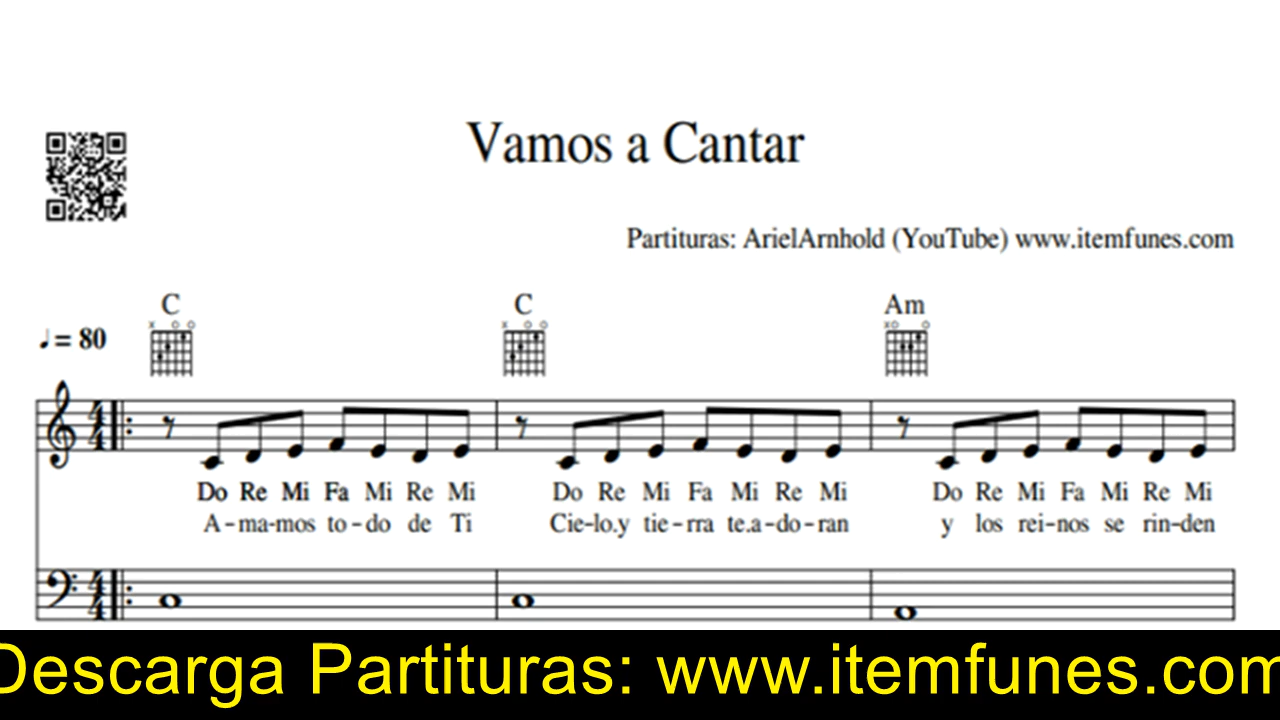 Vamos a Cantar
Partituras: ArielArnhold (YouTube) www.itemfunes.com
C C Am
♩= 80
Do Re Mi Fa Mi Re Mi Do Re Mi Fa Mi Re Mi Do Re Mi Fa Mi Re Mi
A-ma-mos to-do de Ti Cie-lo.y tie-rra te.a-do-ran y los rei-nos se rin-den
Descarga Partituras: www.itemfunes.com